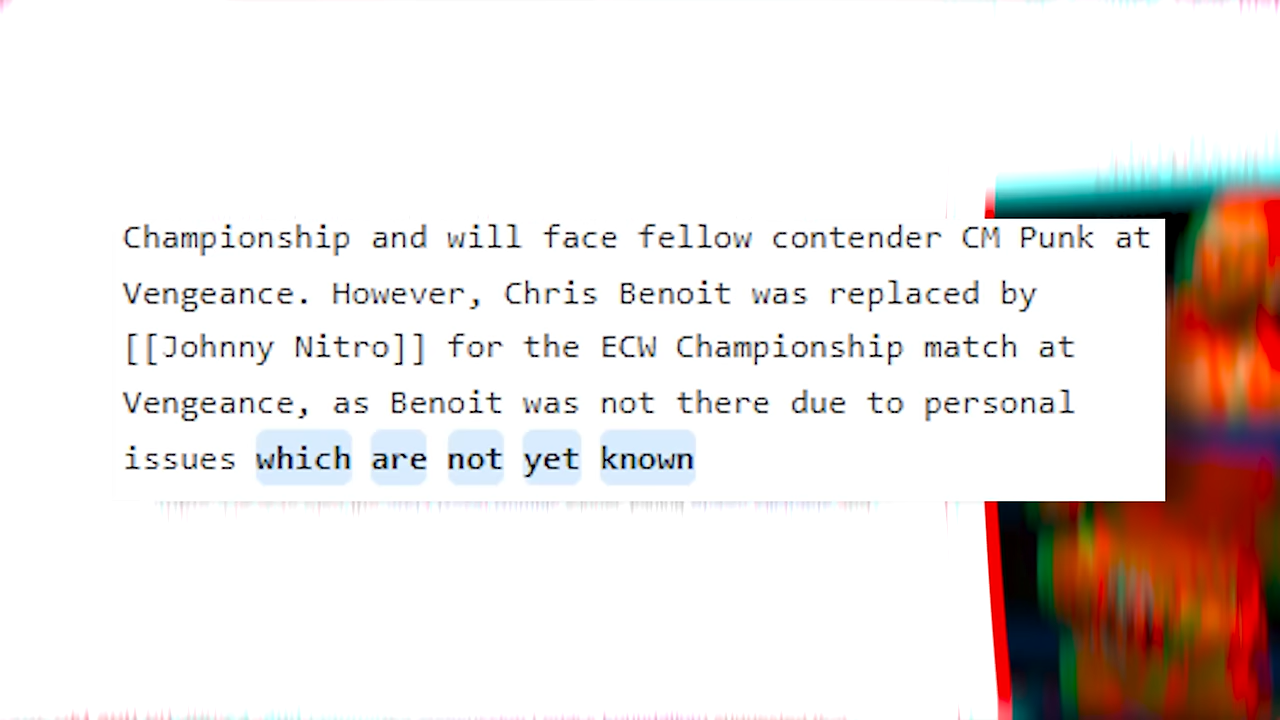 Championship and will face fellow contender CM Punk at
Vengeance. However, Chris Benoit was replaced by
[[Johnny Nitro]] for the ECW Championship match at
Vengeance, as Benoit was not there due to personal
issues which are not yet known